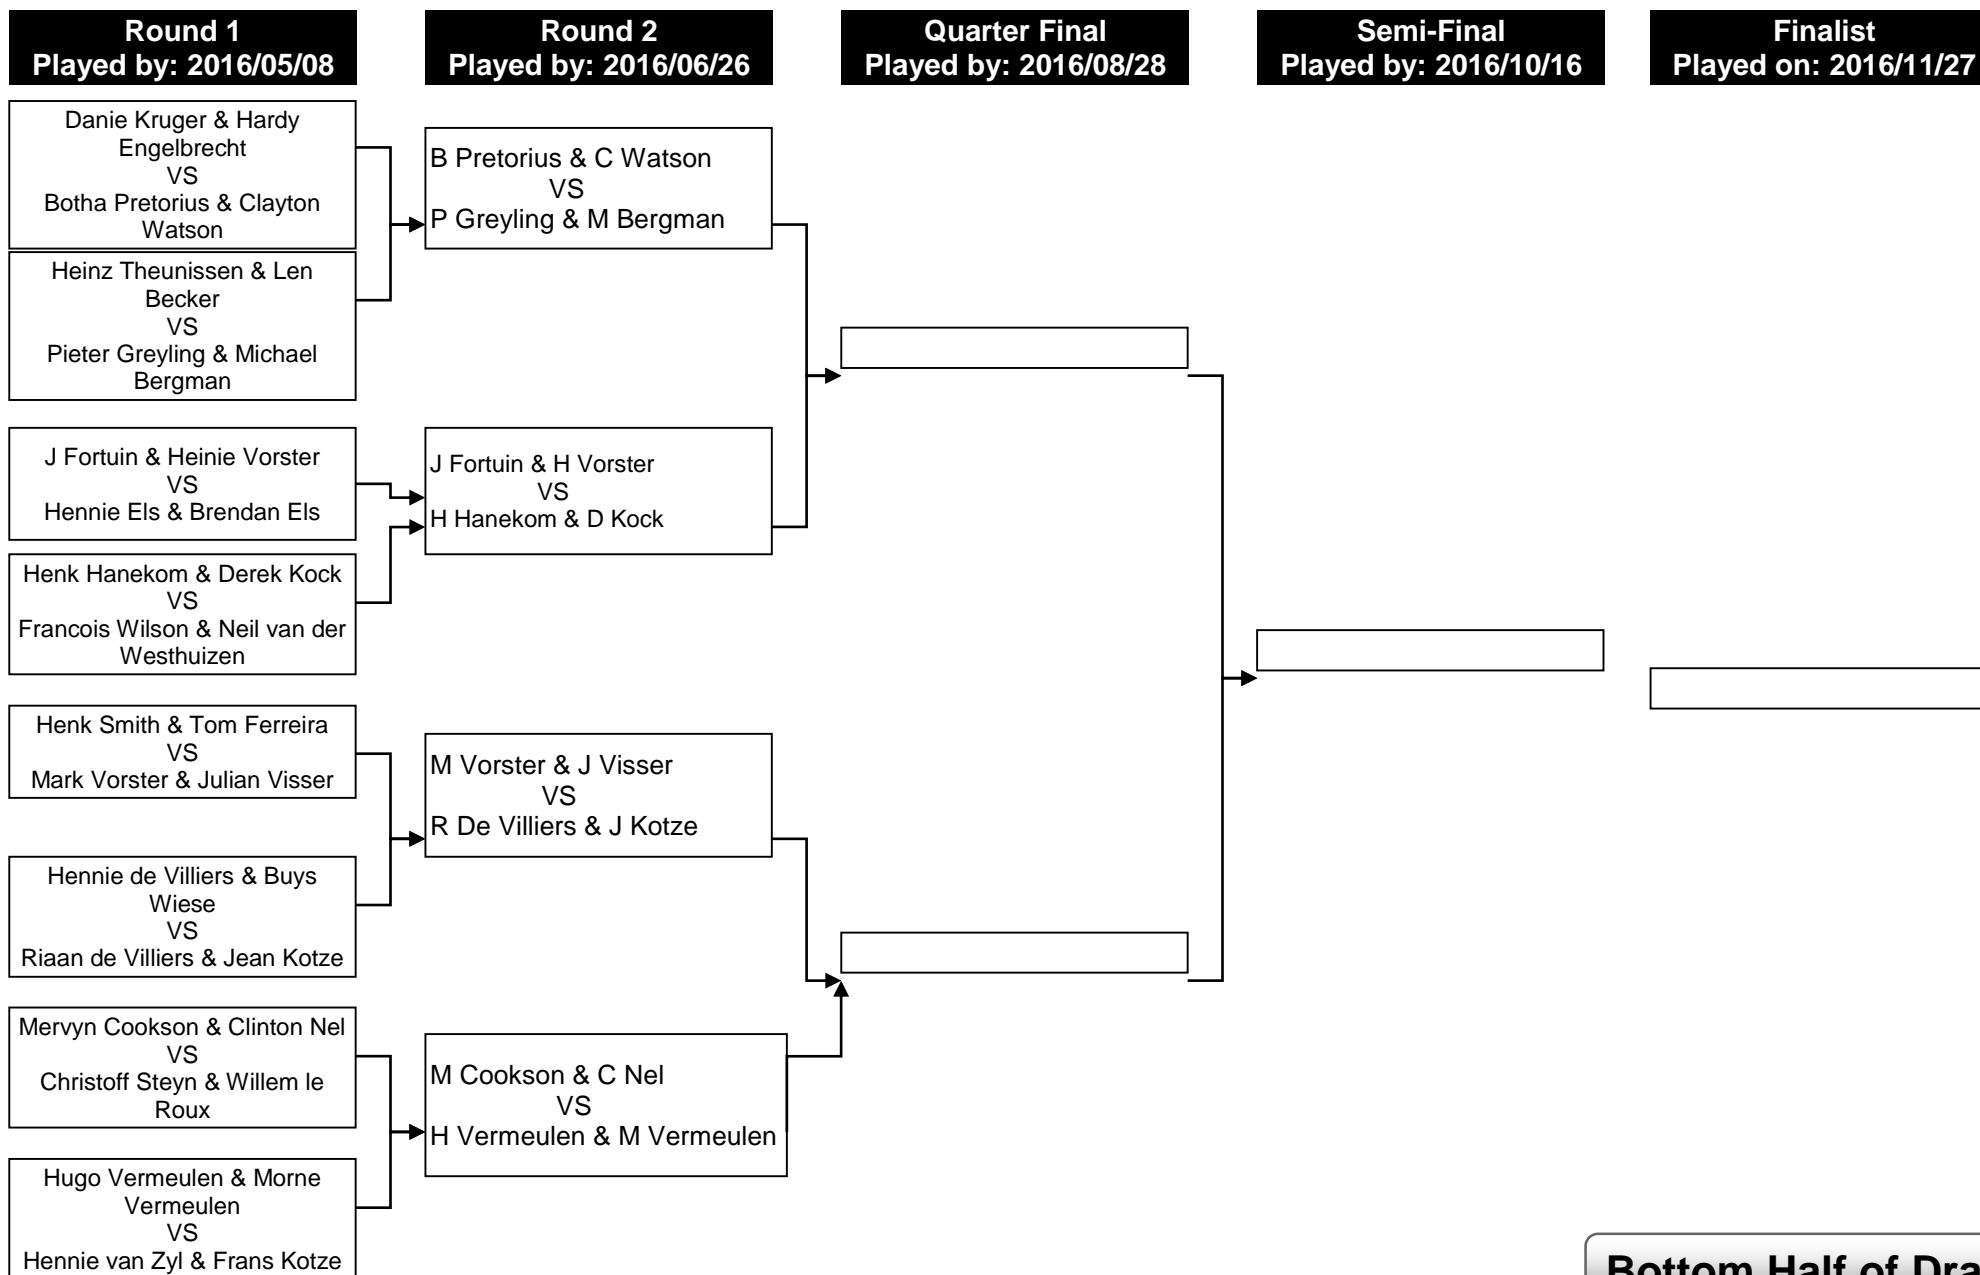 Round 1
Played by: 2016/05/08
Round 2
Played by: 2016/06/26
Quarter Final
Played by: 2016/08/28
Semi-Final
Played by: 2016/10/16
Finalist
Played on: 2016/11/27
Danie Kruger & Hardy
Engelbrecht
VS
Botha Pretorius & Clayton
Watson
Heinz Theunissen & Len
Becker
VS
Pieter Greyling & Michael
Bergman
J Fortuin & Heinie Vorster
VS
Hennie Els & Brendan Els
Henk Hanekom & Derek Kock
VS
Francois Wilson & Neil van der
Westhuizen
Henk Smith & Tom Ferreira
VS
Mark Vorster & Julian Visser
Hennie de Villiers & Buys
Wiese
VS
Riaan de Villiers & Jean Kotze
Mervyn Cookson & Clinton Nel
VS
Christoff Steyn & Willem le
Roux
Hugo Vermeulen & Morne
Vermeulen
VS
Hennie van Zyl & Frans Kotze
B Pretorius & C Watson
VS
P Greyling & M Bergman
J Fortuin & H Vorster
VS
H Hanekom & D Kock
M Vorster & J Visser
VS
R De Villiers & J Kotze
M Cookson & C Nel
VS
H Vermeulen & M Vermeulen
Bottom Half of Dra